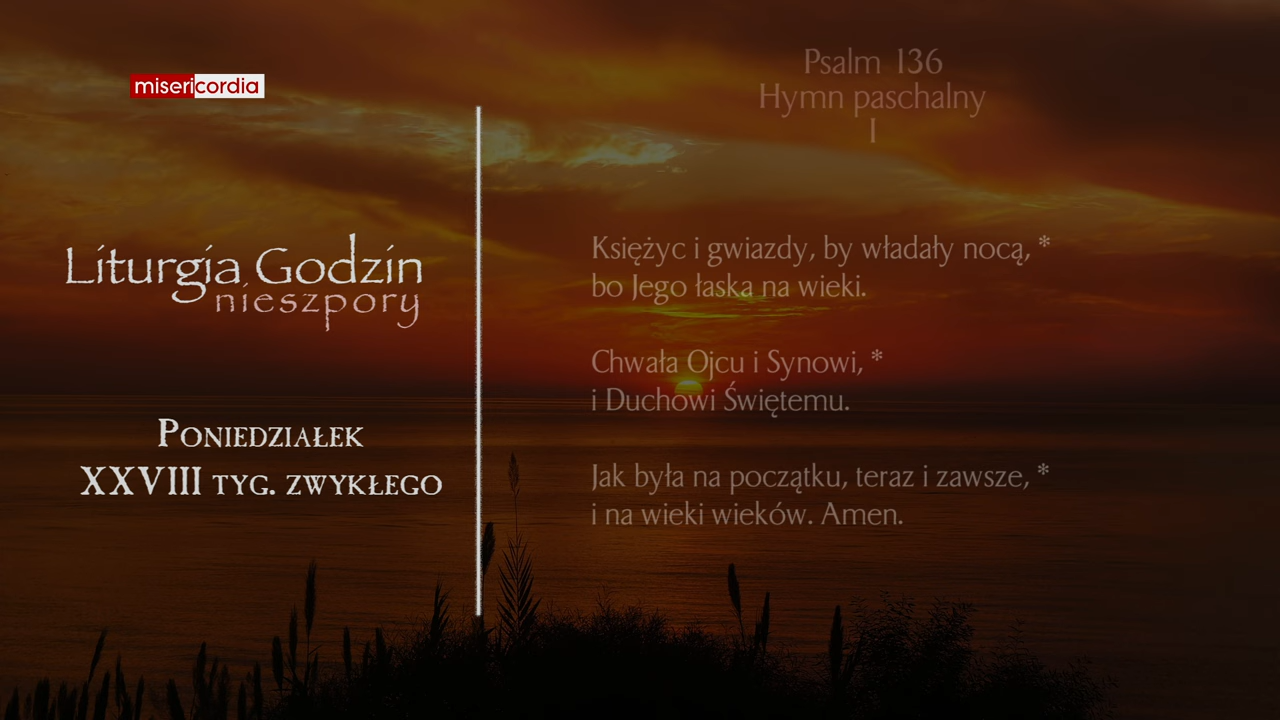 misericordia
Liturgia Godzin
nieszpory
Poniedziałek
XXVIII tyg. zwykłego
Psalm 136
Hymn paschalny
I
Księżyc i gwiazdy, by władały nocą, *
bo Jego łaska na wieki.
Chwała Ojcu i Synowi, *
i Duchowi Świętemu.
Jak była na początku, teraz i zawsze, *
i na wieki wieków. Amen.